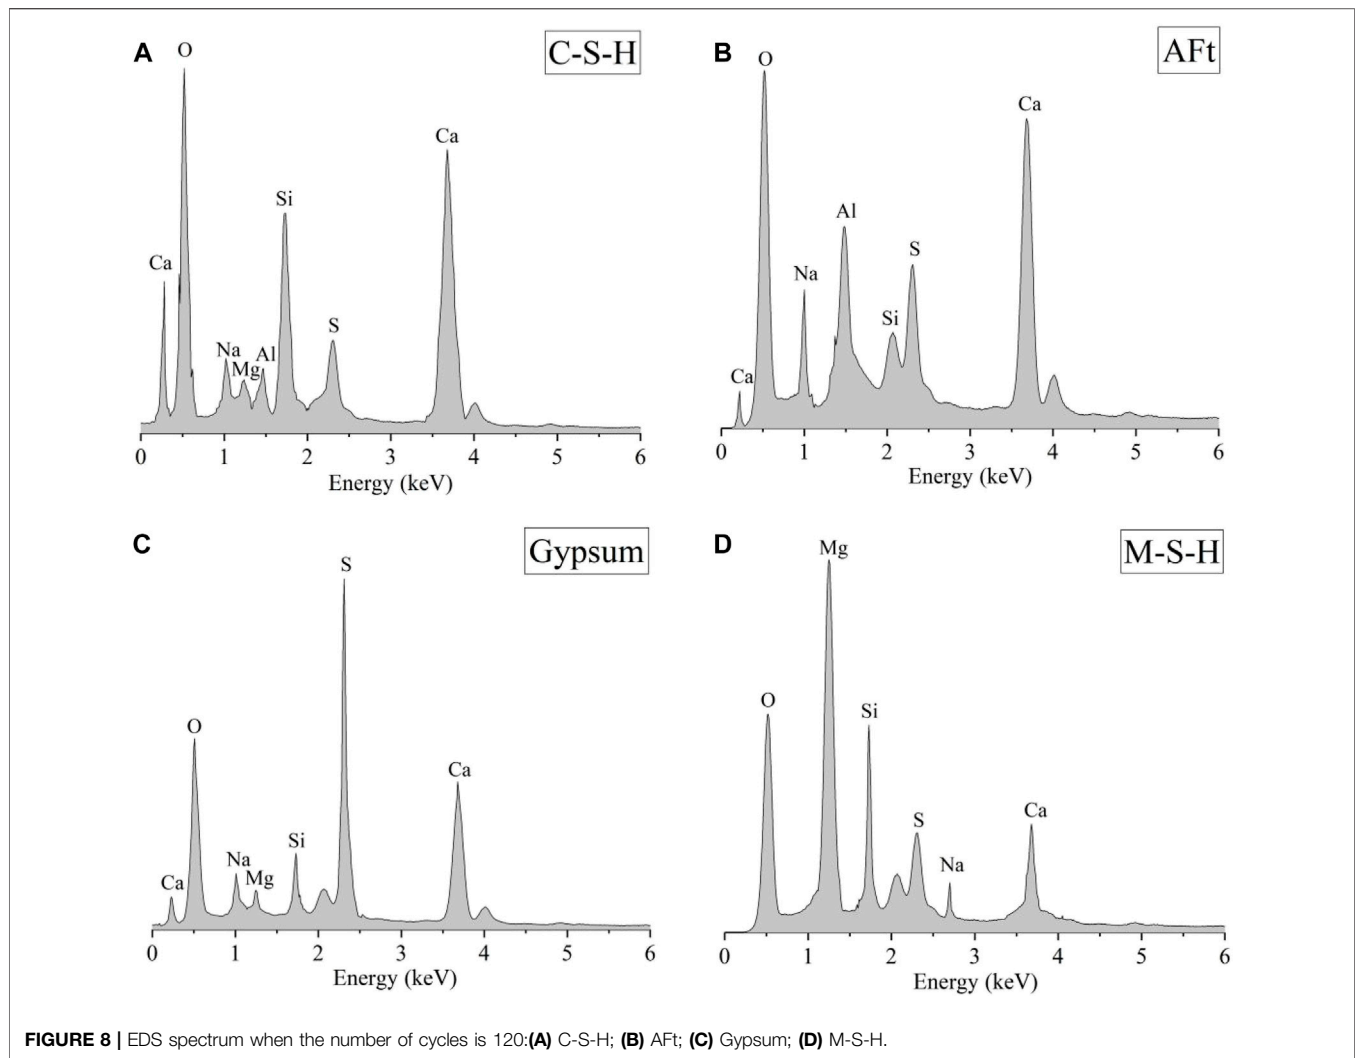 A
C-S-H
O
Ca
Si
Ca
S
Na
Mg
Al
0 1 2 3 4 5 6
Energy (keV)
B
AFt
O
Ca
Al
S
Na
Si
Ca
0 1 2 3 4 5 6
Energy (keV)
C
Gypsum
S
O
Ca
Si
Na
Mg
Ca
0 1 2 3 4 5 6
Energy (keV)
D
M-S-H
Mg
O
Si
Ca
S
Na
0 1 2 3 4 5 6
Energy (keV)
FIGURE 8 | EDS spectrum when the number of cycles is 120:(A) C-S-H; (B) AFt; (C) Gypsum; (D) M-S-H.